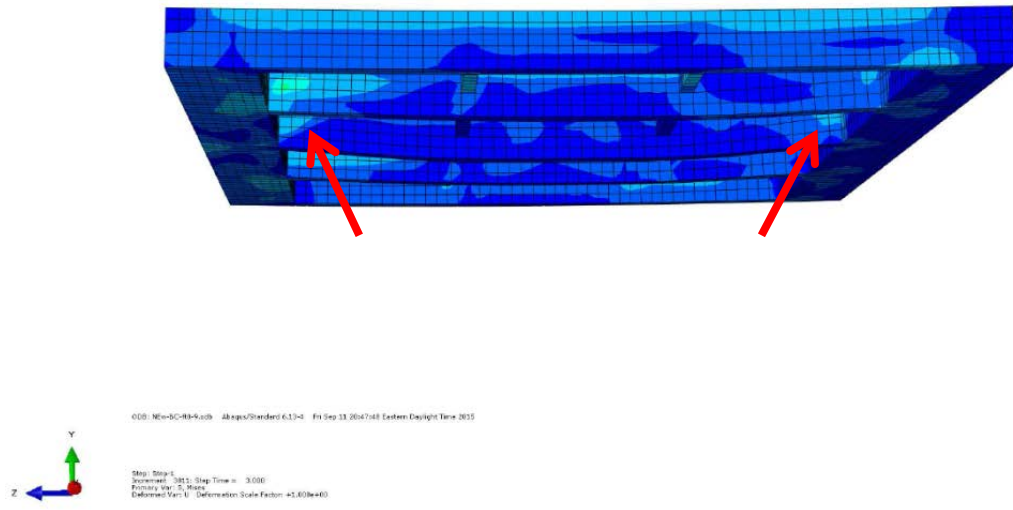 ODB: NEw-SC-R0-9.odb Abaqus/Standard 6.13-4 Fri Sep 11 20:47:48 Eastern Daylight Time 2015
Y
Z
Step: Step-1
Increment 3811: Step Time = 3.000
Primary Var: S, Mises
Deformed Var: U Deformation Scale Factor: +1.000e+00